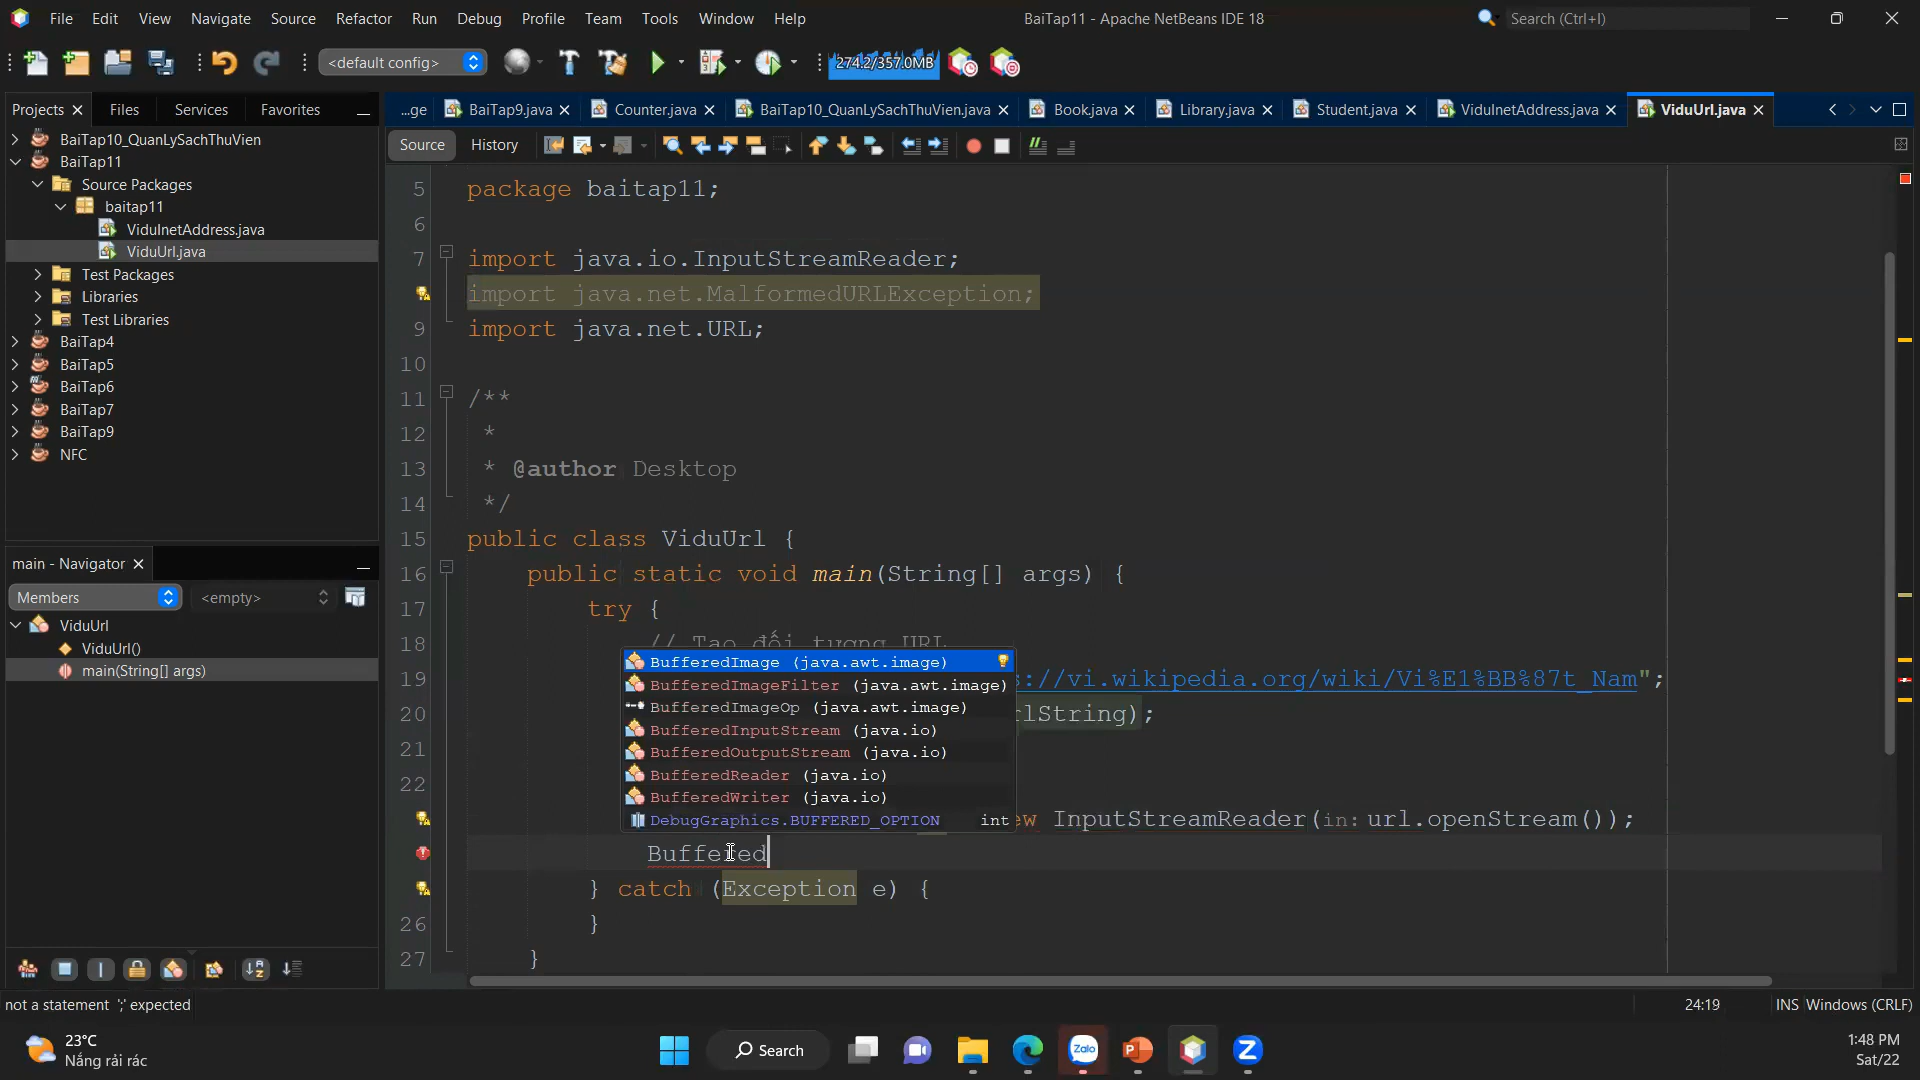 File Edit View Navigate Source Refactor Run Debug Profile Team Tools Window Help
BaiTap11 - Apache NetBeans IDE 18
Search (Ctrl+I)
<default config>
274.2/357.0MB
Projects Files Services Favorites
...ge BaiTap9.java Counter.java BaiTap10_QuanLySachThuVien.java Book.java Library.java Student.java ViduInetAddress.java ViduUrl.java
Source History
BaiTap10_QuanLySachThuVien
BaiTap11
Source Packages
baitap11
ViduInetAddress.java
ViduUrl.java
Test Packages
Libraries
Test Libraries
BaiTap4
BaiTap5
BaiTap6
BaiTap7
BaiTap9
NFC
main - Navigator
Members <empty>
ViduUrl
ViduUrl()
main(String[] args)
5 package baitap11;
6
7 import java.io.InputStreamReader;
import java.net.MalformedURLException;
9 import java.net.URL;
10
11 /**
12 *
13 * @author Desktop
14 */
15 public class ViduUrl {
16 public static void main(String[] args) {
17 try {
18 // Tạo đối tượng URL
19 s://vi.wikipedia.org/wiki/Vi%E1%BB%87t_Nam";
20 rlString);
21
22
ew InputStreamReader(in: url.openStream());
Buffered
} catch (Exception e) {
26 }
27 }
BufferedImage (java.awt.image)
BufferedImageFilter (java.awt.image)
BufferedImageOp (java.awt.image)
BufferedInputStream (java.io)
BufferedOutputStream (java.io)
BufferedReader (java.io)
BufferedWriter (java.io)
DebugGraphics.BUFFERED_OPTION int
not a statement ';' expected
24:19 INS Windows (CRLF)
23°C
Nắng rải rác
Search
Zalo
1:48 PM
Sat/22